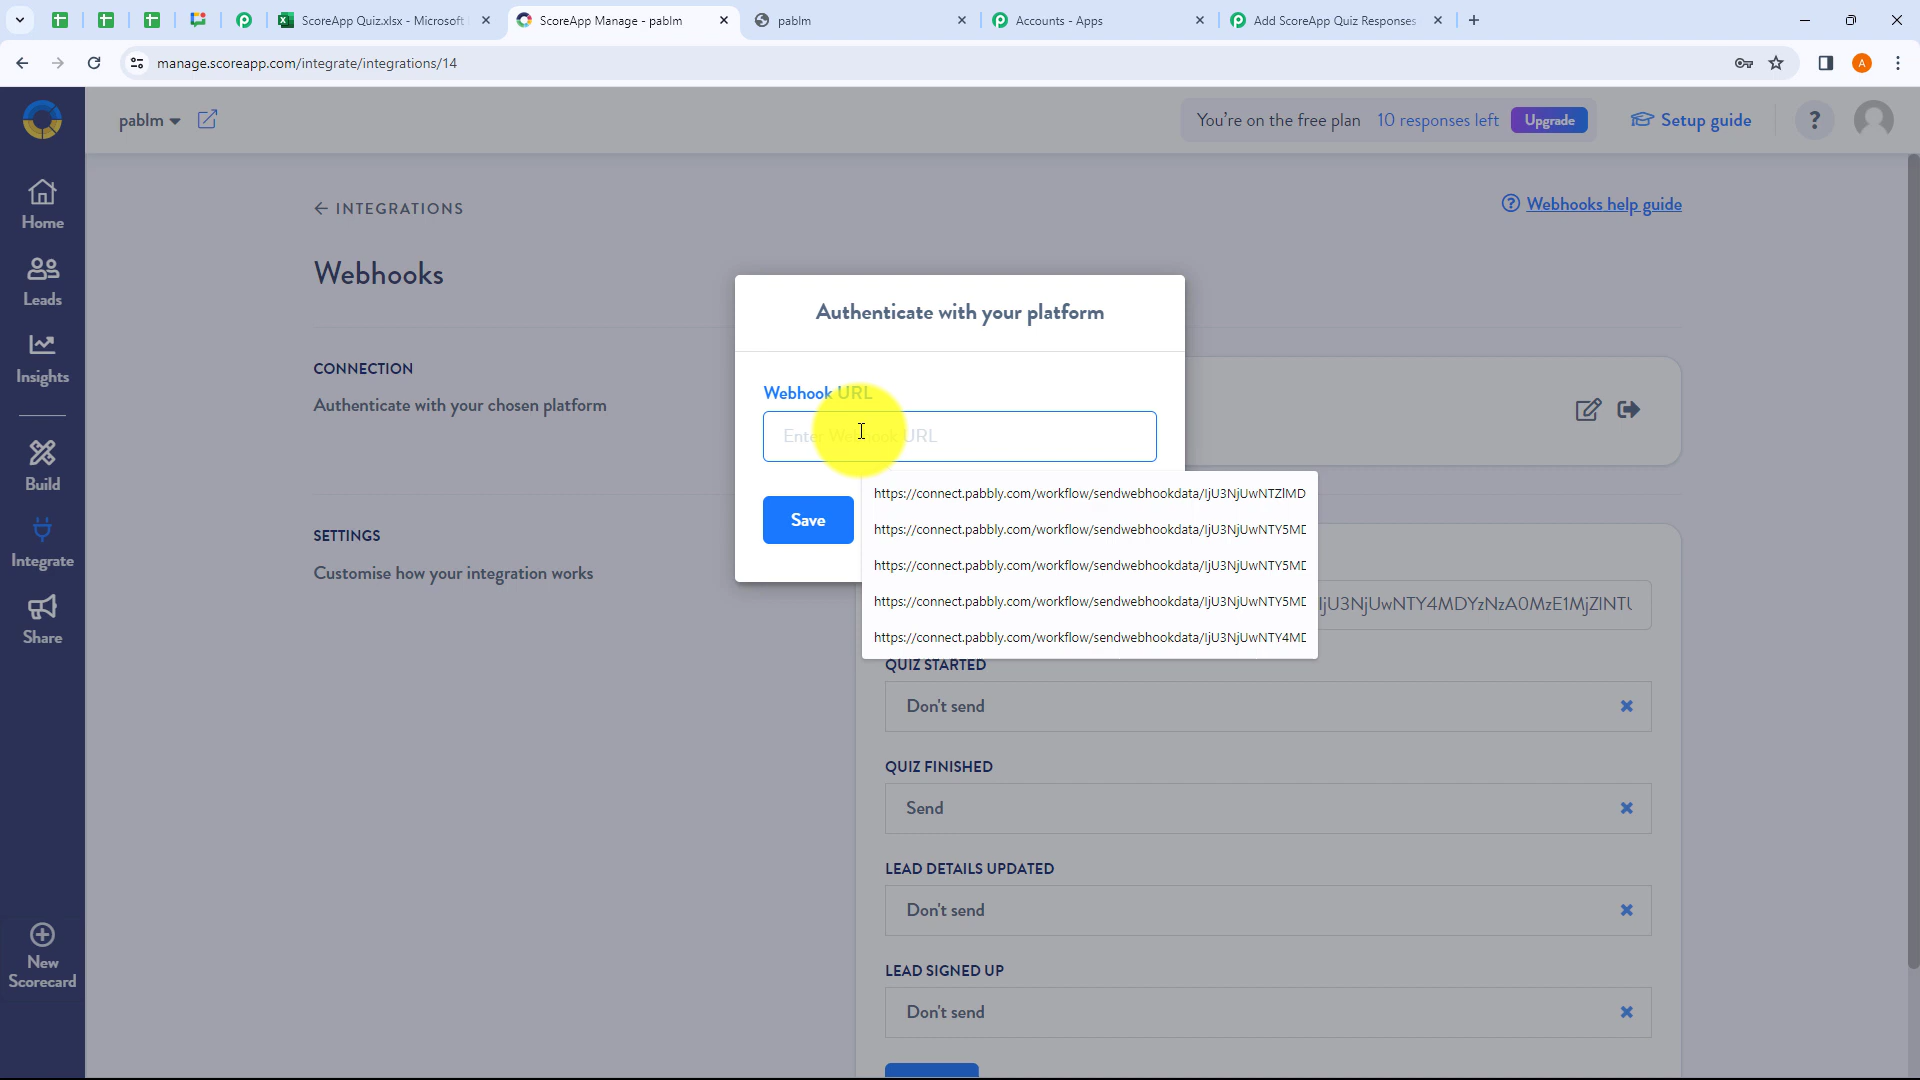 ScoreApp Quiz.xlsx - Microsoft
ScoreApp Manage - pablm
pablm
Accounts - Apps
Add ScoreApp Quiz Responses
manage.scoreapp.com/integrate/integrations/14
A
pablm
You're on the free plan 10 responses left Upgrade
Setup guide
?
Home
Leads
Insights
Build
Integrate
Share
New
Scorecard
← INTEGRATIONS
Webhooks help guide
Webhooks
CONNECTION
Authenticate with your chosen platform
SETTINGS
Customise how your integration works
Authenticate with your platform
Webhook URL
Enter Webhook URL
Save
https://connect.pabbly.com/workflow/sendwebhookdata/IjU3NjUwNTZlMD
https://connect.pabbly.com/workflow/sendwebhookdata/IjU3NjUwNTY5MD
https://connect.pabbly.com/workflow/sendwebhookdata/IjU3NjUwNTY5MD
https://connect.pabbly.com/workflow/sendwebhookdata/IjU3NjUwNTY5MD
https://connect.pabbly.com/workflow/sendwebhookdata/IjU3NjUwNTY4MD
IjU3NjUwNTY4MDYzNzA0MzE1MjZlNTU
QUIZ STARTED
Don't send
QUIZ FINISHED
Send
LEAD DETAILS UPDATED
Don't send
LEAD SIGNED UP
Don't send